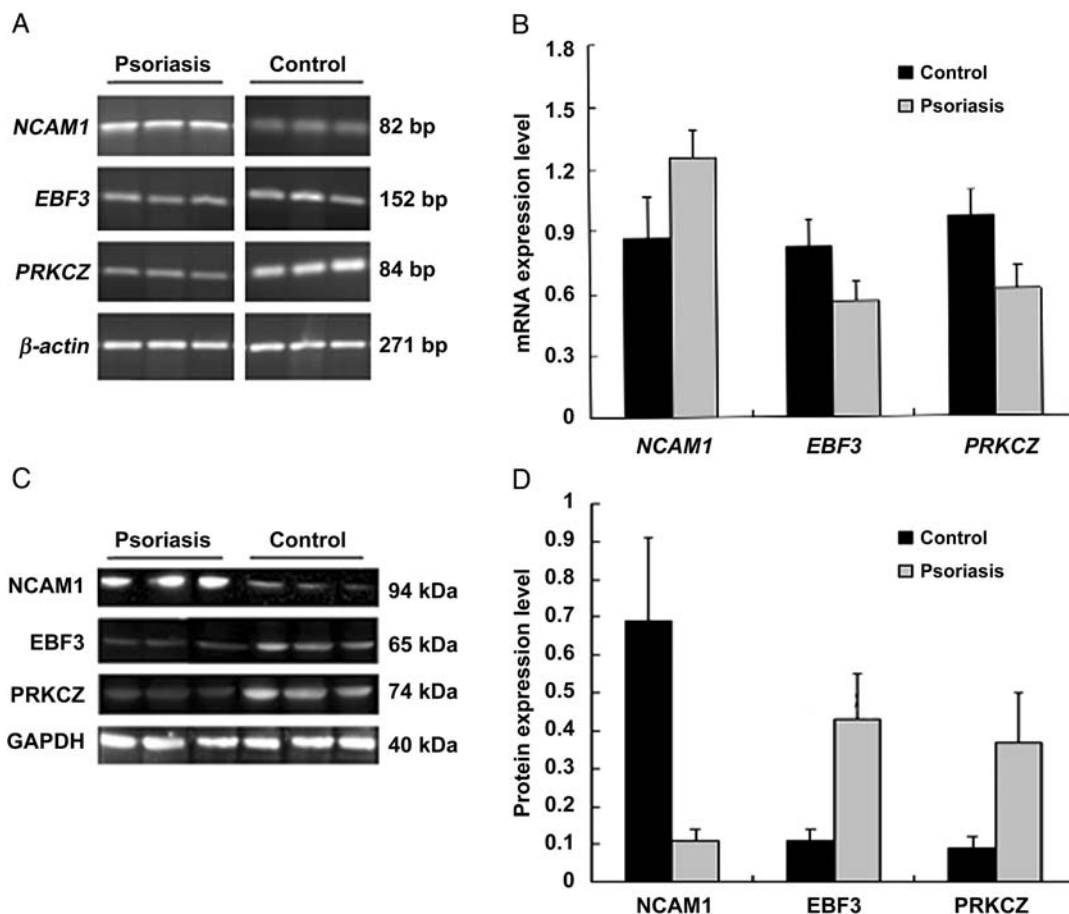 A
Psoriasis Control
NCAM1 82 bp
EBF3 152 bp
PRKCZ 84 bp
β-actin 271 bp
B
mRNA expression level
1.8
1.5
1.2
0.9
0.6
0.3
0
Control
Psoriasis
NCAM1 EBF3 PRKCZ
C
Psoriasis Control
NCAM1 94 kDa
EBF3 65 kDa
PRKCZ 74 kDa
GAPDH 40 kDa
D
Protein expression level
1
0.9
0.8
0.7
0.6
0.5
0.4
0.3
0.2
0.1
0
Control
Psoriasis
NCAM1 EBF3 PRKCZ